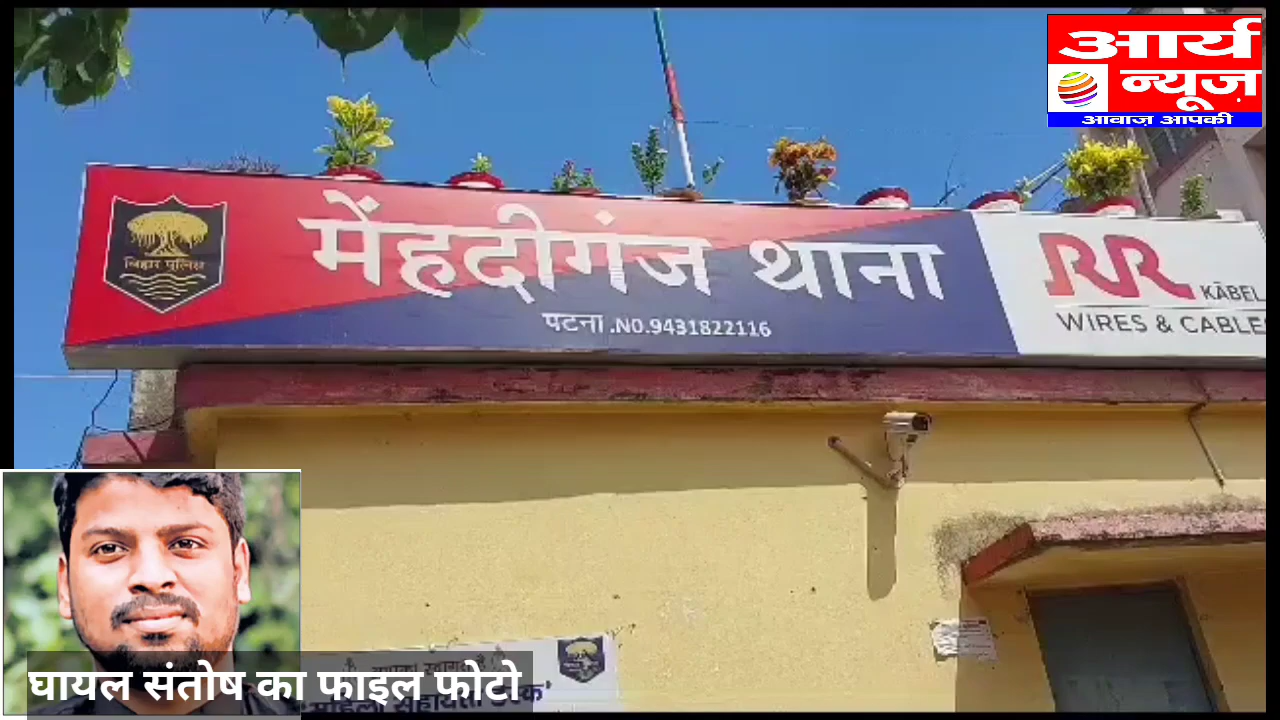 आर्य
न्यूज़
आवाज़ आपकी
बिहार पुलिस
मेंहदीगंज थाना
पटना .NO.9431822116
RR
KABEL
WIRES & CABLES
घायल संतोष का फाइल फोटो